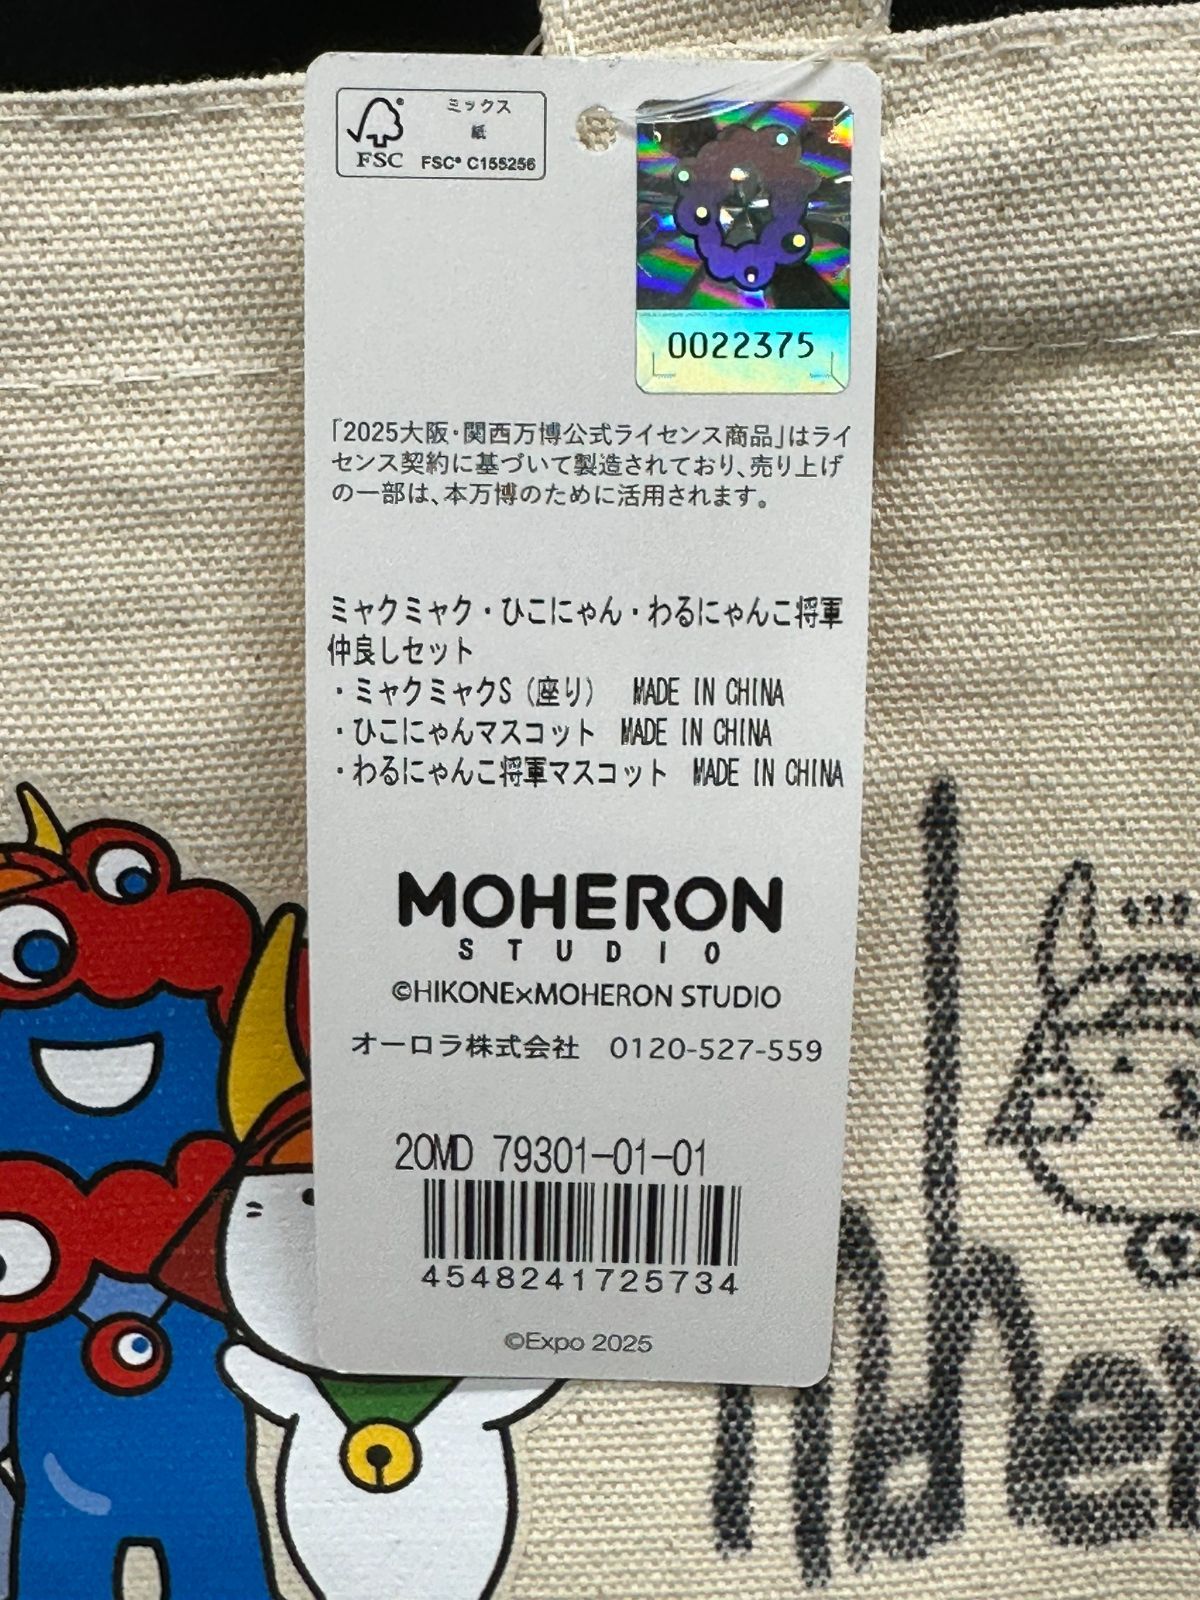 ミックス
紙
FSC
FSC® C155256
0022375
「2025大阪・関西万博公式ライセンス商品」はライ
センス契約に基づいて製造されており、売り上げ
の一部は、本万博のために活用されます。
ミャクミャク・ひこにゃん・わるにゃんこ将軍
仲良しセット
・ミャクミャクS（座り） MADE IN CHINA
・ひこにゃんマスコット MADE IN CHINA
・わるにゃんこ将軍マスコット MADE IN CHINA
MOHERON
STUDIO
©HIKONE×MOHERON STUDIO
オーロラ株式会社 0120-527-559
20MD 79301-01-01
4548241725734
©Expo 2025